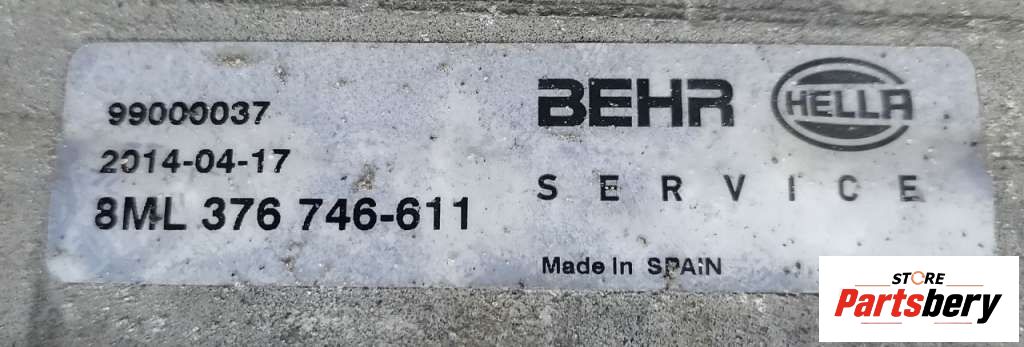 99000037
2014-04-17
8ML 376 746-611
BEHR HELLA
SERVICE
Made In SPAIN
STORE
Partsbery